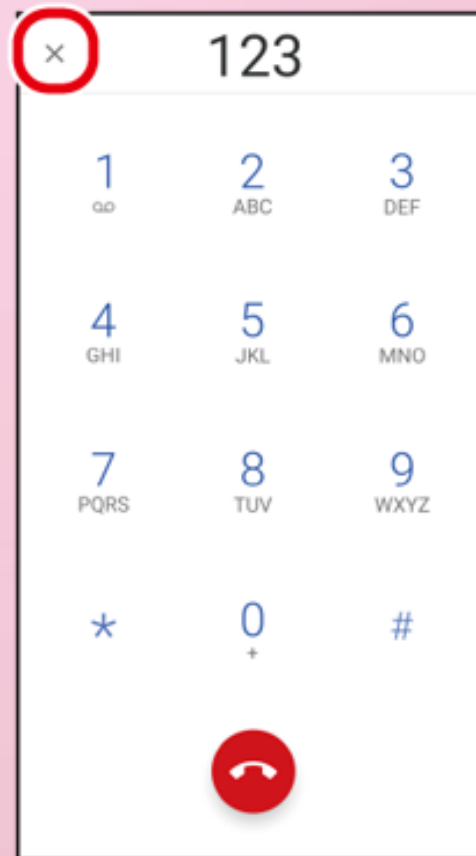 × 123
1 2 3
ABC DEF
4 5 6
GHI JKL MNO
7 8 9
PQRS TUV WXYZ
* 0 #
+